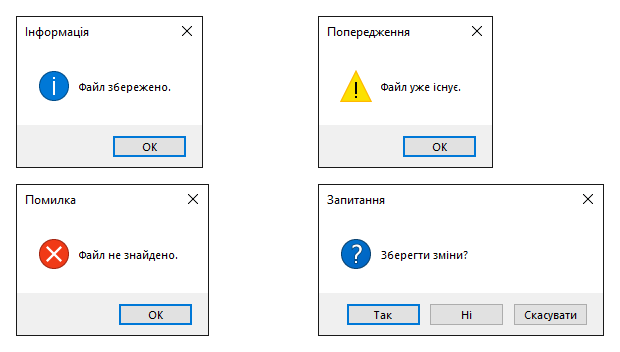 Інформація
Файл збережено.
OK
Попередження
Файл уже існує.
OK
Помилка
Файл не знайдено.
OK
Запитання
Зберегти зміни?
Так
Ні
Скасувати